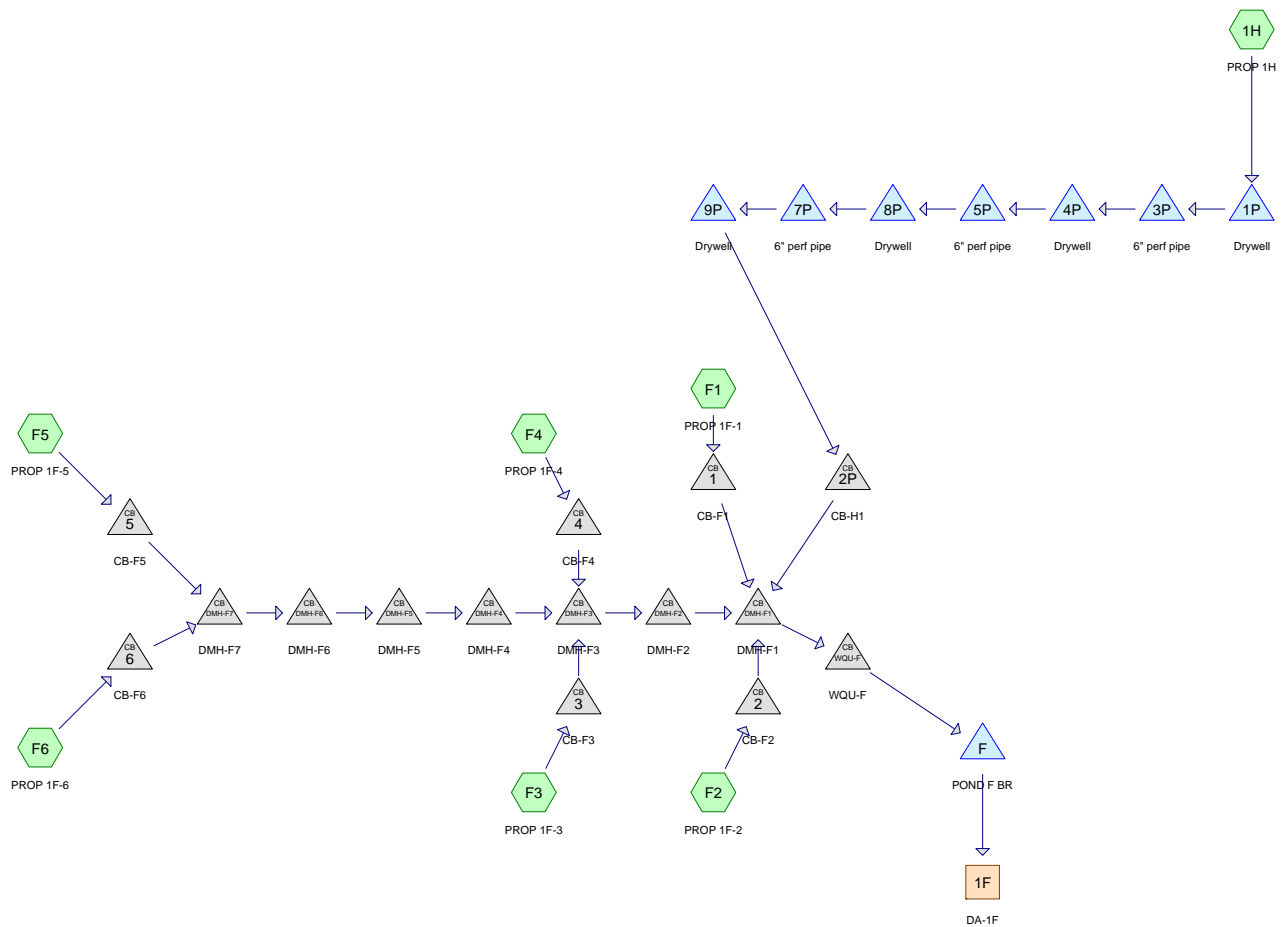 1H
PROP 1H
9P
7P
8P
5P
4P
3P
1P
Drywell
6" perf pipe
Drywell
6" perf pipe
Drywell
6" perf pipe
Drywell
F1
PROP 1F-1
F5
PROP 1F-5
F4
PROP 1F-4
CB
1
CB-F1
CB
2P
CB-H1
CB
5
CB-F5
CB
4
CB-F4
CB
DMH-F7
DMH-F7
CB
DMH-F6
DMH-F6
CB
DMH-F5
DMH-F5
CB
DMH-F4
DMH-F4
CB
DMH-F3
DMH-F3
CB
DMH-F2
DMH-F2
CB
DMH-F1
DMH-F1
CB
6
CB-F6
CB
WQU-F
WQU-F
CB
3
CB-F3
CB
2
CB-F2
F6
PROP 1F-6
F
POND F BR
F3
PROP 1F-3
F2
PROP 1F-2
1F
DA-1F